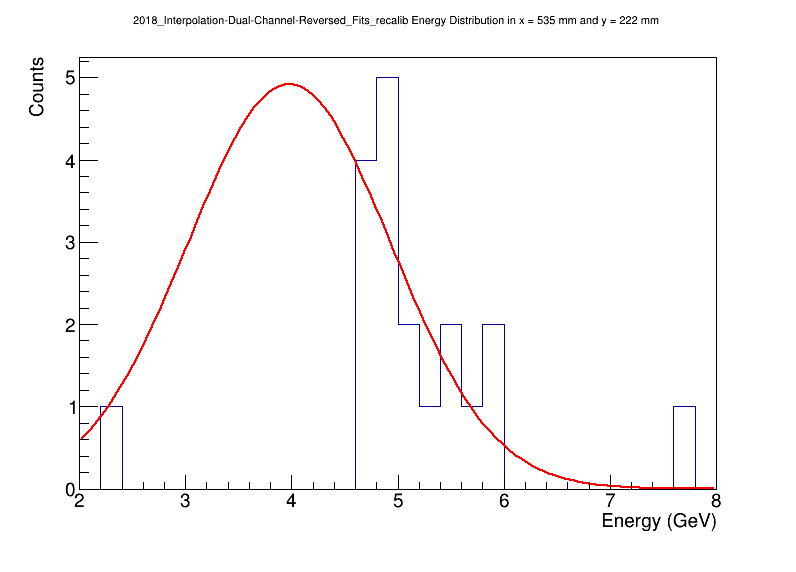 2018_Interpolation-Dual-Channel-Reversed_Fits_recalib Energy Distribution in x = 535 mm and y = 222 mm
Counts
5
4
3
2
1
0
2 3 4 5 6 7 8
Energy (GeV)